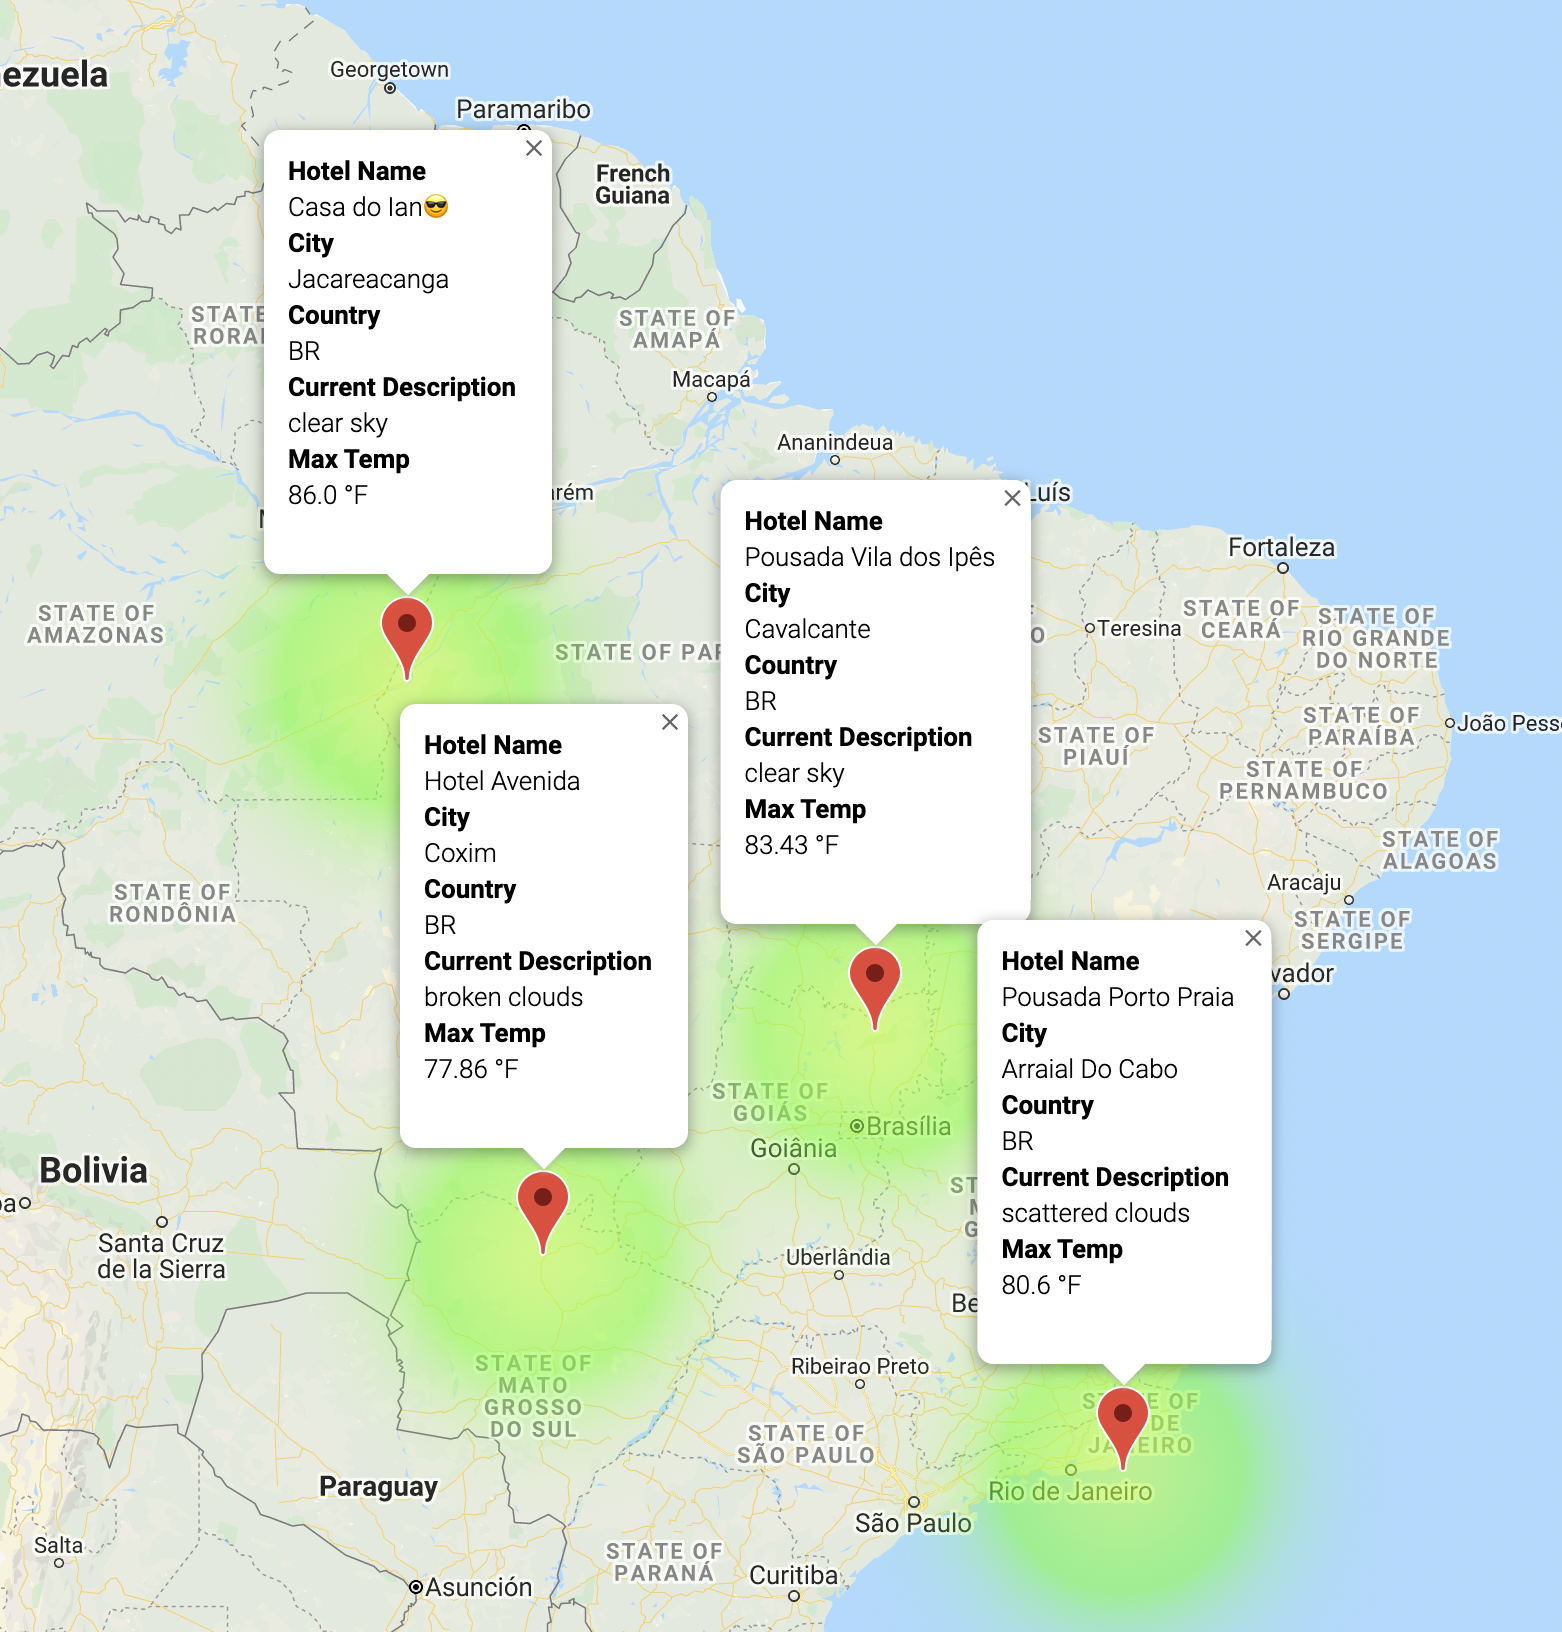 ezuela
Georgetown
Paramaribo
French
Guiana
Hotel Name
Casa do Ian😎
City
Jacareacanga
Country
BR
Current Description
clear sky
Max Temp
86.0 °F
STATE OF
AMAPÁ
Macapá
Ananindeua
STATE
RORAI
arém
Luís
Fortaleza
STATE OF
AMAZONAS
STATE OF PAR
Hotel Name
Pousada Vila dos Ipês
City
Cavalcante
Country
BR
Current Description
clear sky
Max Temp
83.43 °F
Teresina
STATE OF
CEARÁ
STATE OF
RIO GRANDE
DO NORTE
STATE OF
PARAÍBA
João Pess
STATE OF
PIAUÍ
STATE OF
PERNAMBUCO
STATE OF
ALAGOAS
Aracaju
STATE OF
SERGIPE
vador
Hotel Name
Hotel Avenida
City
Coxim
Country
BR
Current Description
broken clouds
Max Temp
77.86 °F
STATE OF
RONDÔNIA
Hotel Name
Pousada Porto Praia
City
Arraial Do Cabo
Country
BR
Current Description
scattered clouds
Max Temp
80.6 °F
STATE OF
GOIÁS
Brasília
Goiânia
Bolivia
Santa Cruz
de la Sierra
Uberlândia
Be
Ribeirao Preto
STATE OF
MATO
GROSSO
DO SUL
STATE OF
SÃO PAULO
STATE OF
DE
JANEIRO
Rio de Janeiro
São Paulo
Paraguay
Salta
Asunción
STATE OF
PARANÁ
Curitiba